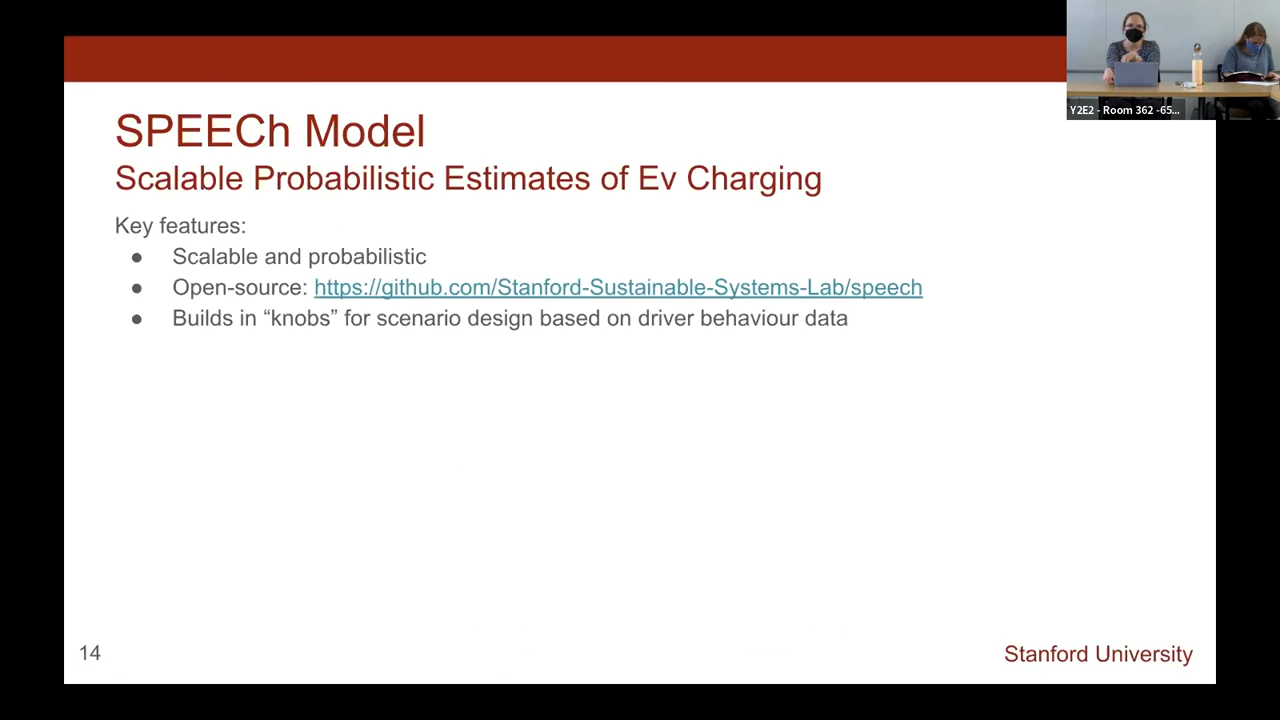 Y2E2 - Room 362 -65...
SPEECh Model
Scalable Probabilistic Estimates of Ev Charging
Key features:
● Scalable and probabilistic
● Open-source: https://github.com/Stanford-Sustainable-Systems-Lab/speech
● Builds in “knobs” for scenario design based on driver behaviour data
14
Stanford University